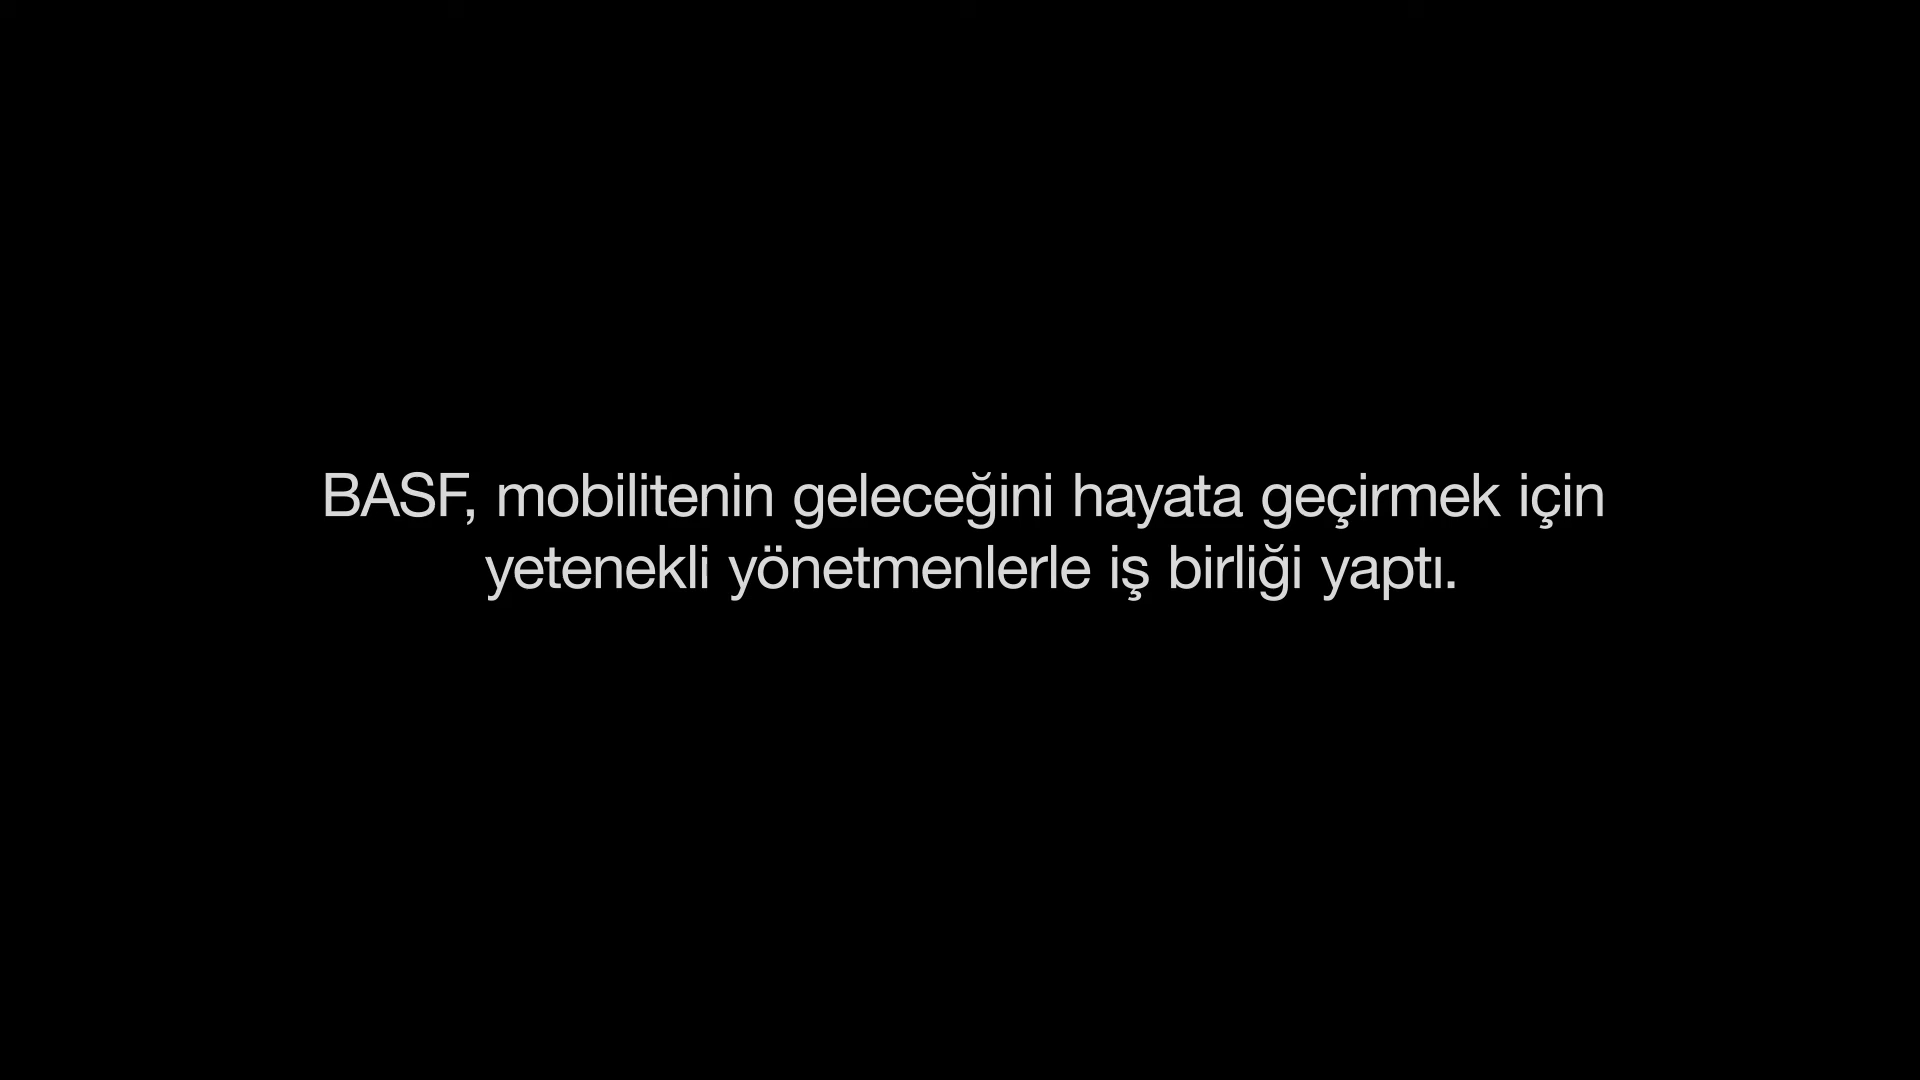 BASF, mobilitenin geleceğini hayata geçirmek için
yetenekli yönetmenlerle iş birliği yaptı.